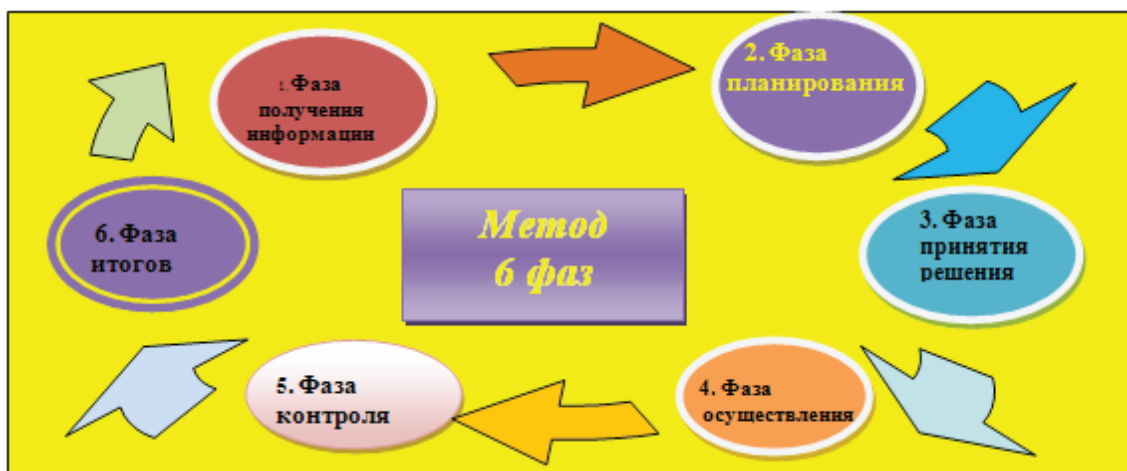 1. Фаза
получения
информации
2. Фаза
планирования
3. Фаза
принятия
решения
Метод
6 фаз
6. Фаза
итогов
5. Фаза
контроля
4. Фаза
осуществления